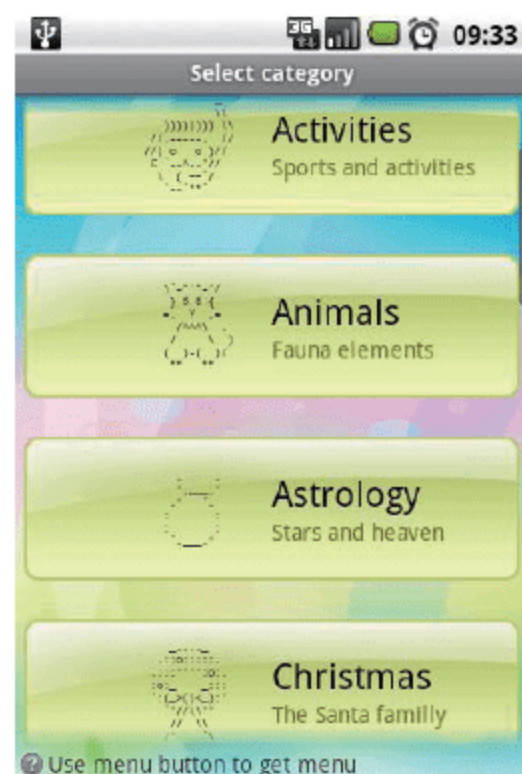 3G
09:33
Select category
Activities
Sports and activities
Animals
Fauna elements
Astrology
Stars and heaven
Christmas
The Santa familly
? Use menu button to get menu